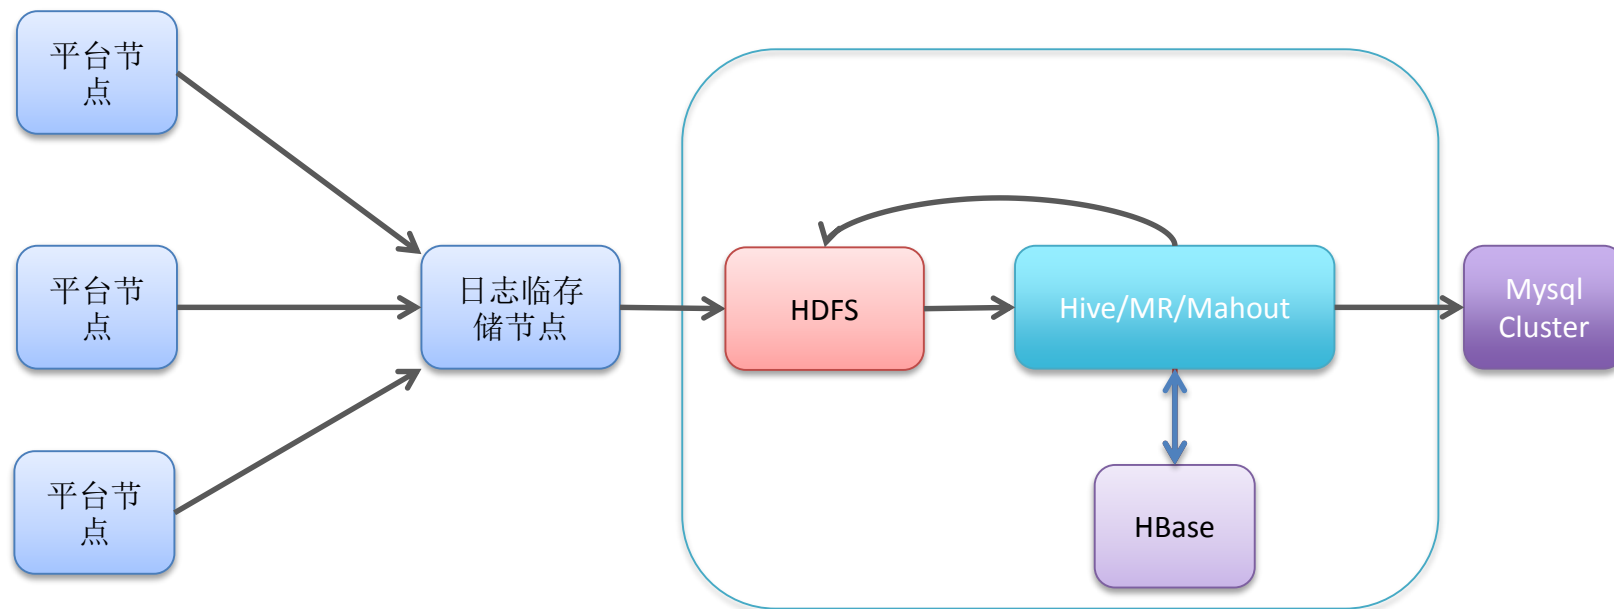 平台节
点
平台节
点
平台节
点
日志临存
储节点
HDFS
Hive/MR/Mahout
HBase
Mysql
Cluster